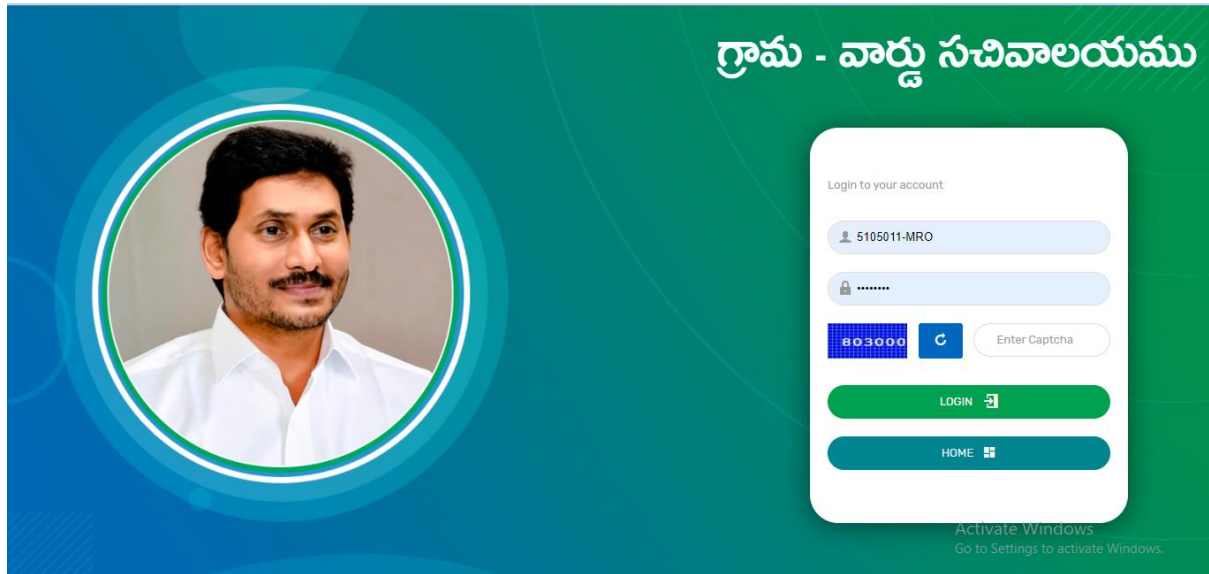 గ్రామ - వార్డు సచివాలయము
Login to your account
5105011-MRO
••••••••
803000
Enter Captcha
LOGIN
HOME
Activate Windows
Go to Settings to activate Windows.